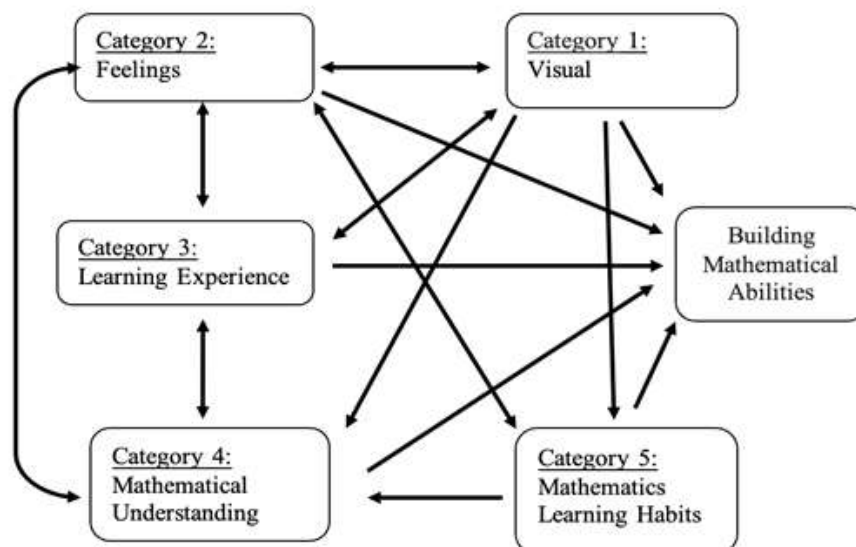 Category 2:
Feelings
Category 1:
Visual
Category 3:
Learning Experience
Building
Mathematical
Abilities
Category 4:
Mathematical
Understanding
Category 5:
Mathematics
Learning Habits